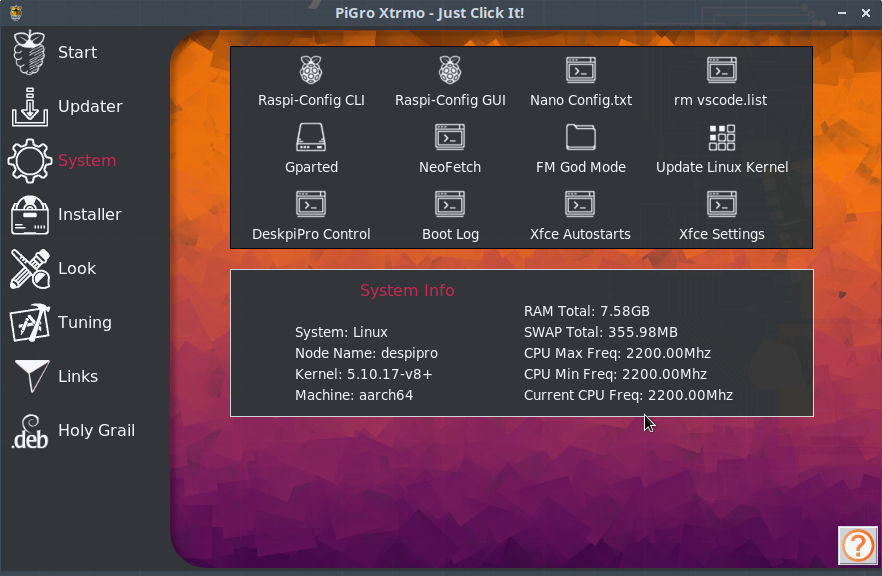 PiGro Xtrmo - Just Click It!
Start
Updater
System
Installer
Look
Tuning
Links
.deb Holy Grail
Raspi-Config CLI Raspi-Config GUI Nano Config.txt rm vscode.list
Gparted NeoFetch FM God Mode Update Linux Kernel
DeskpiPro Control Boot Log Xfce Autostarts Xfce Settings
System Info
System: Linux
Node Name: despipro
Kernel: 5.10.17-v8+
Machine: aarch64
RAM Total: 7.58GB
SWAP Total: 355.98MB
CPU Max Freq: 2200.00Mhz
CPU Min Freq: 2200.00Mhz
Current CPU Freq: 2200.00Mhz